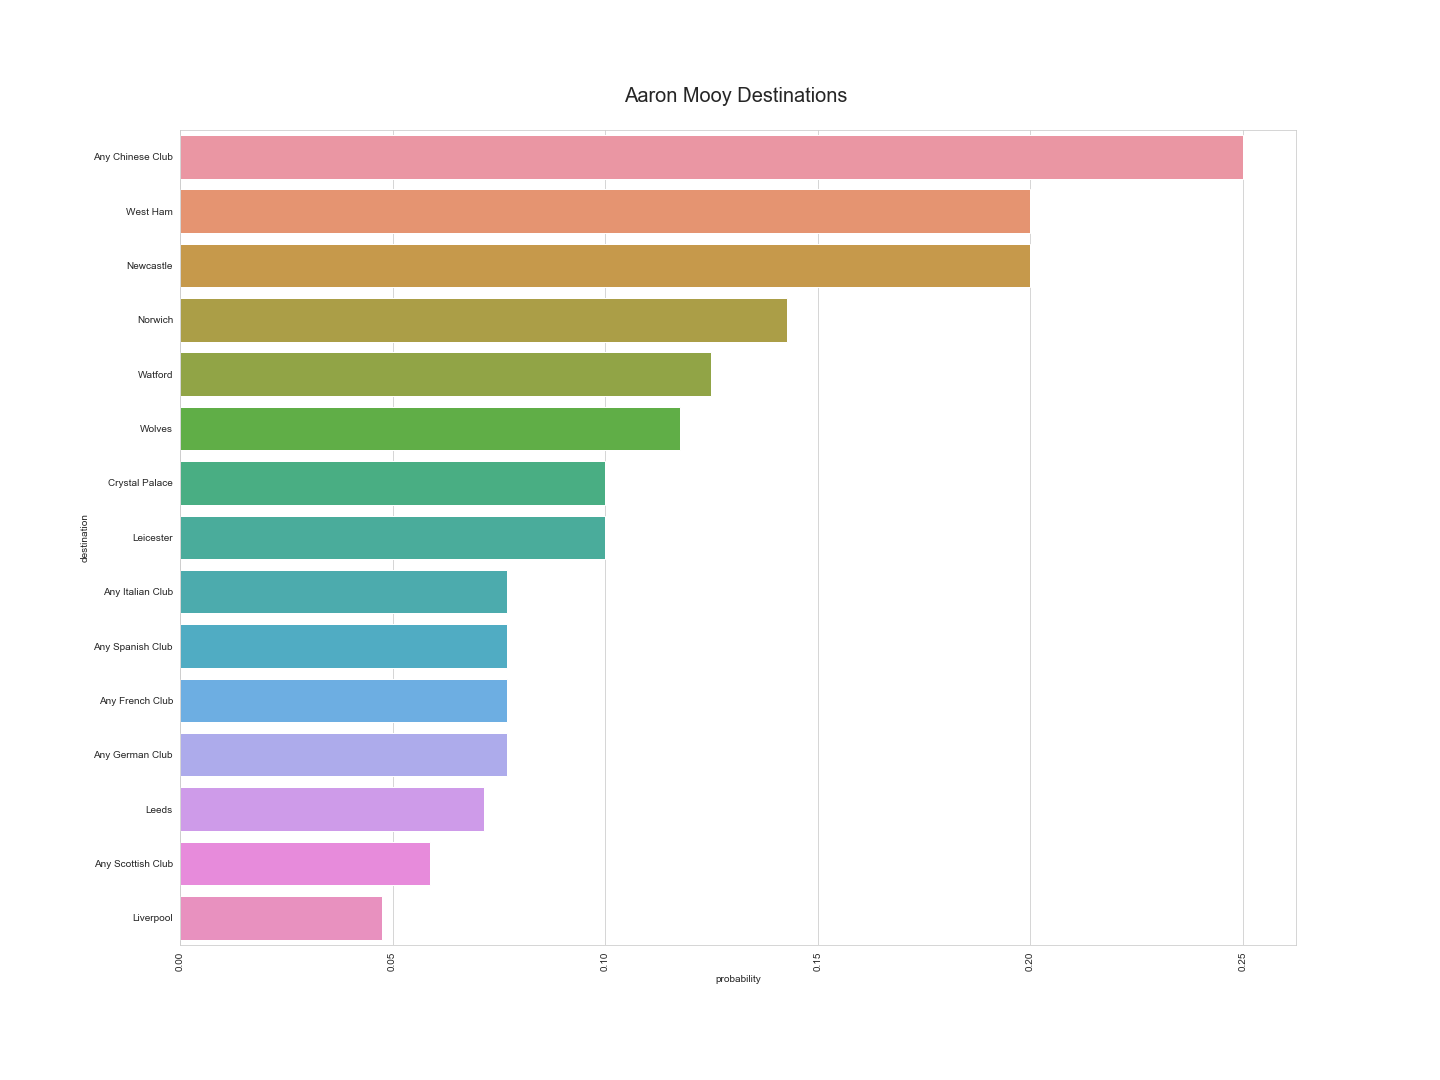 Aaron Mooy Destinations
Any Chinese Club
West Ham
Newcastle
Norwich
Watford
Wolves
Crystal Palace
Leicester
Any Italian Club
Any Spanish Club
Any French Club
Any German Club
Leeds
Any Scottish Club
Liverpool
destination
0.00
0.05
0.10
0.15
0.20
0.25
probability